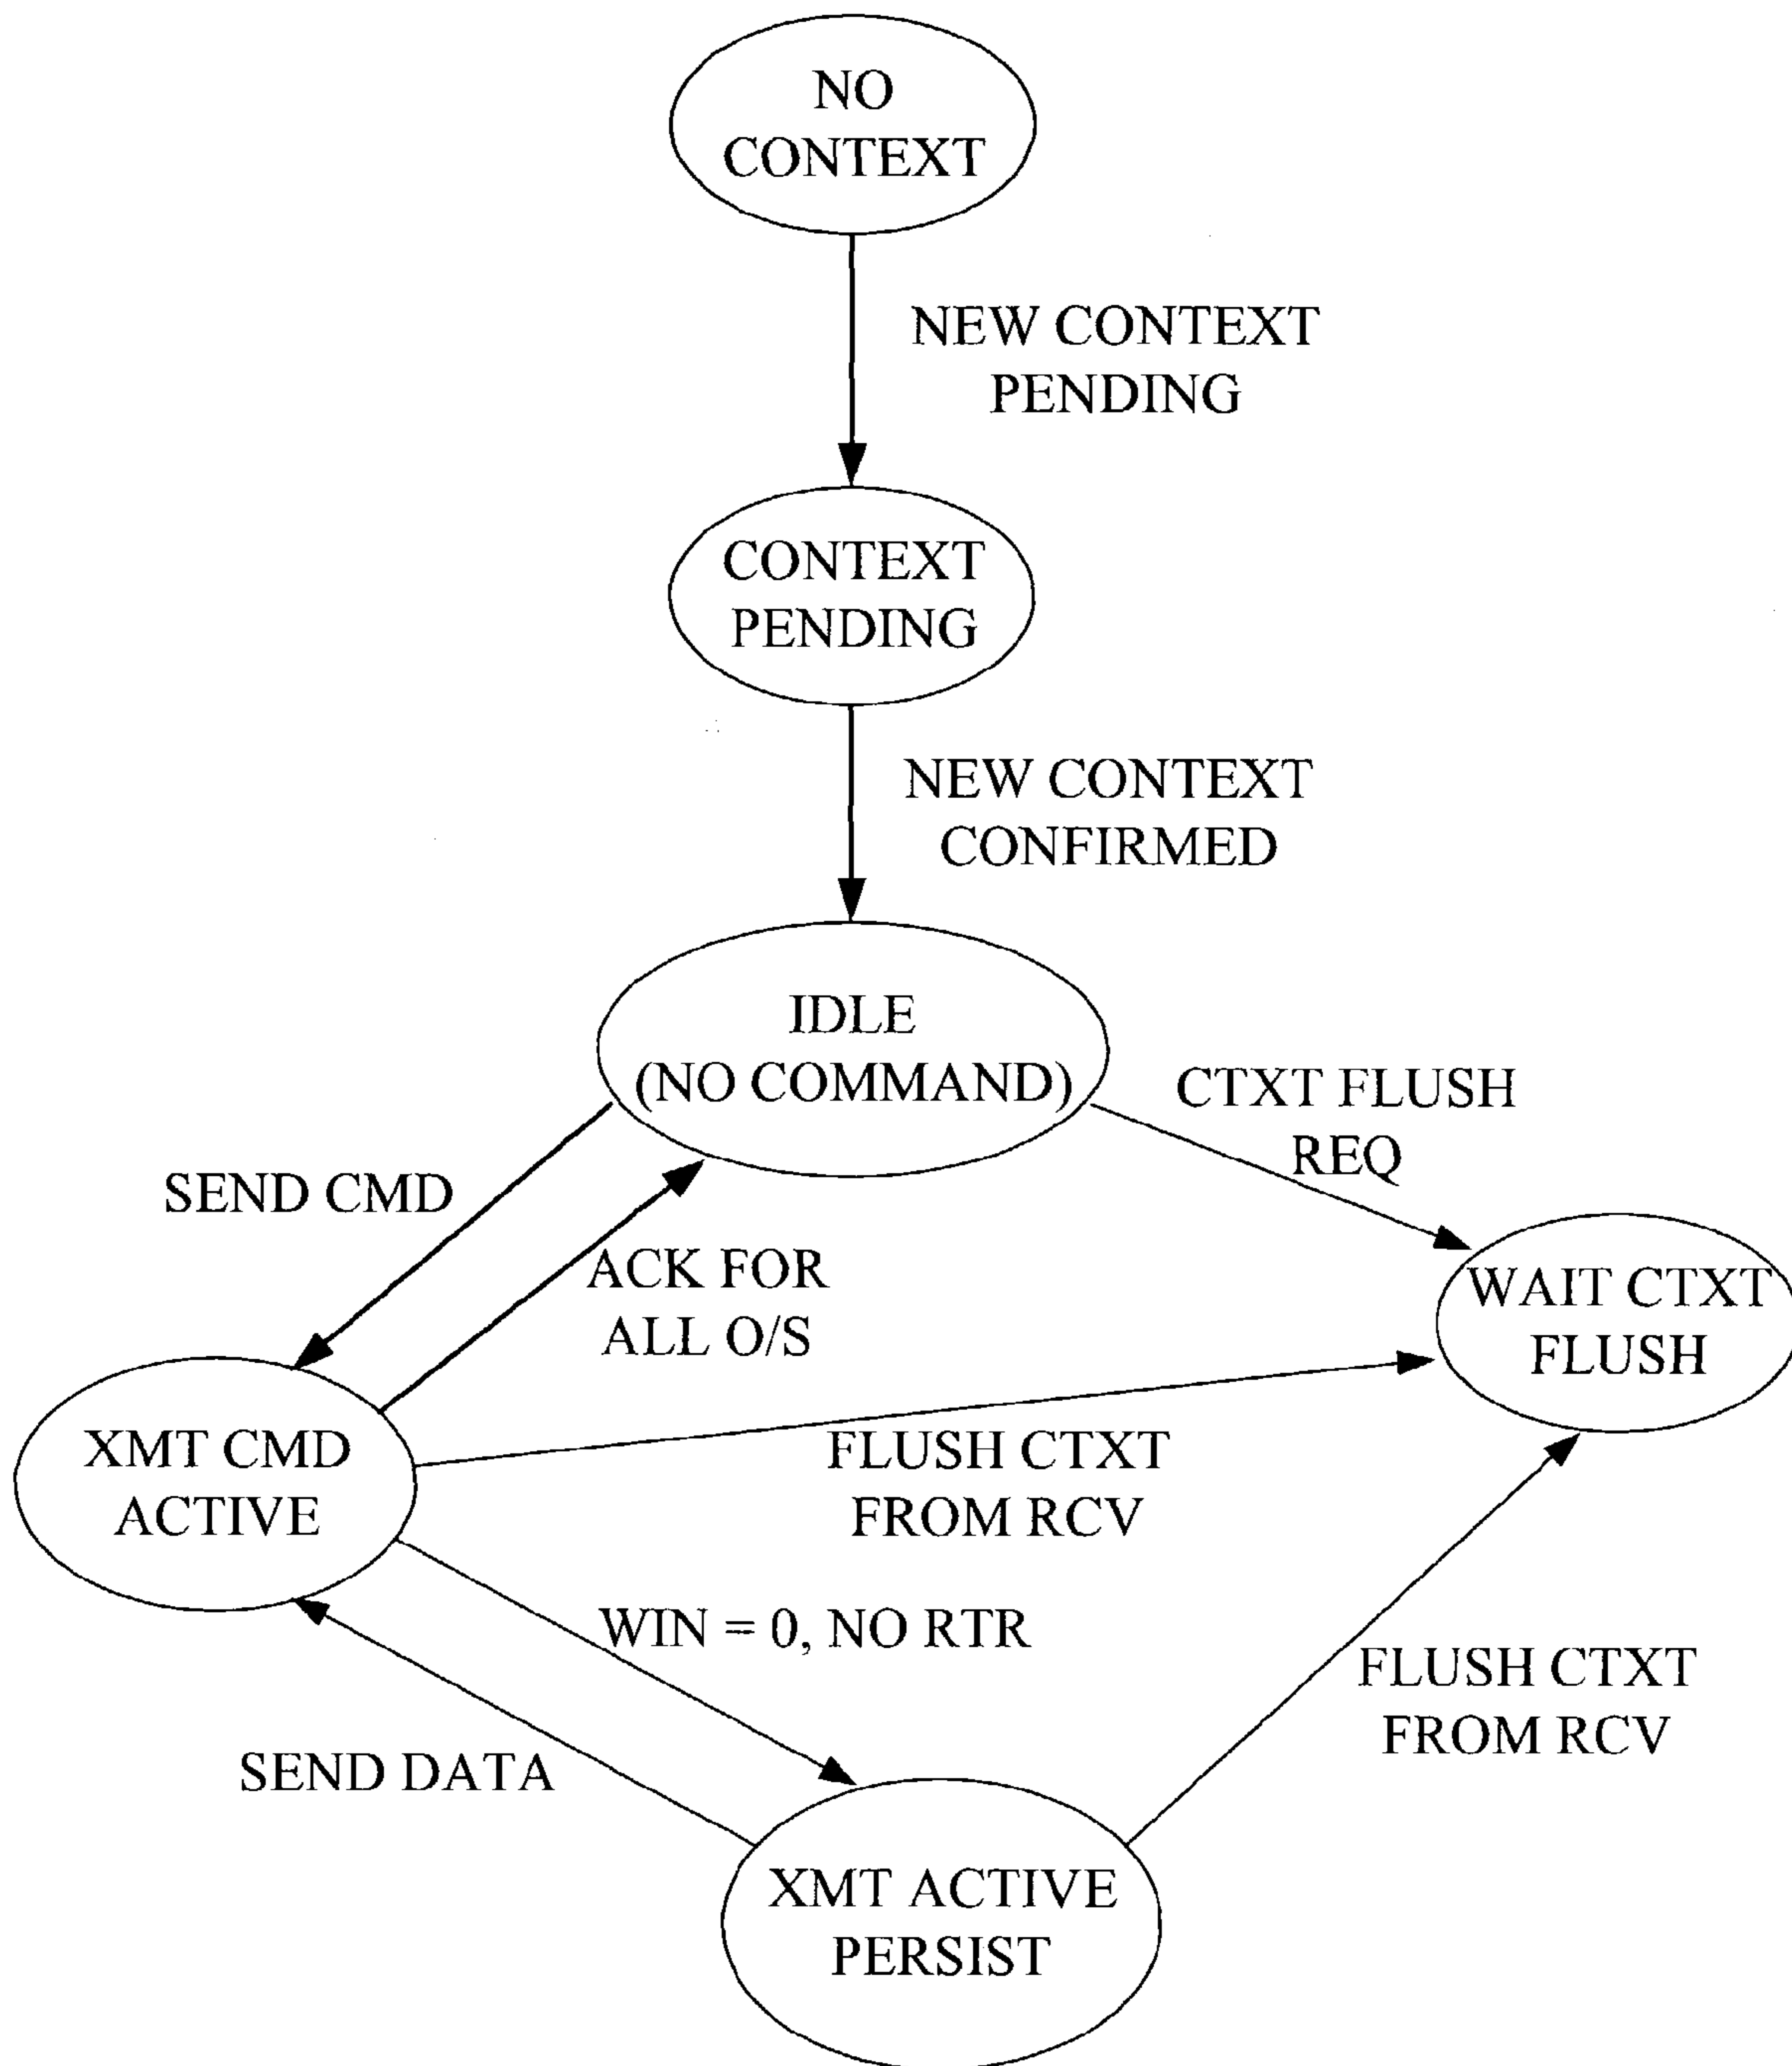 NO
CONTEXT
NEW CONTEXT
PENDING
CONTEXT
PENDING
NEW CONTEXT
CONFIRMED
IDLE
(NO COMMAND)
CTXT FLUSH
REQ
SEND CMD
ACK FOR
ALL O/S
WAIT CTXT
FLUSH
XMT CMD
ACTIVE
FLUSH CTXT
FROM RCV
WIN = 0, NO RTR
FLUSH CTXT
FROM RCV
SEND DATA
XMT ACTIVE
PERSIST